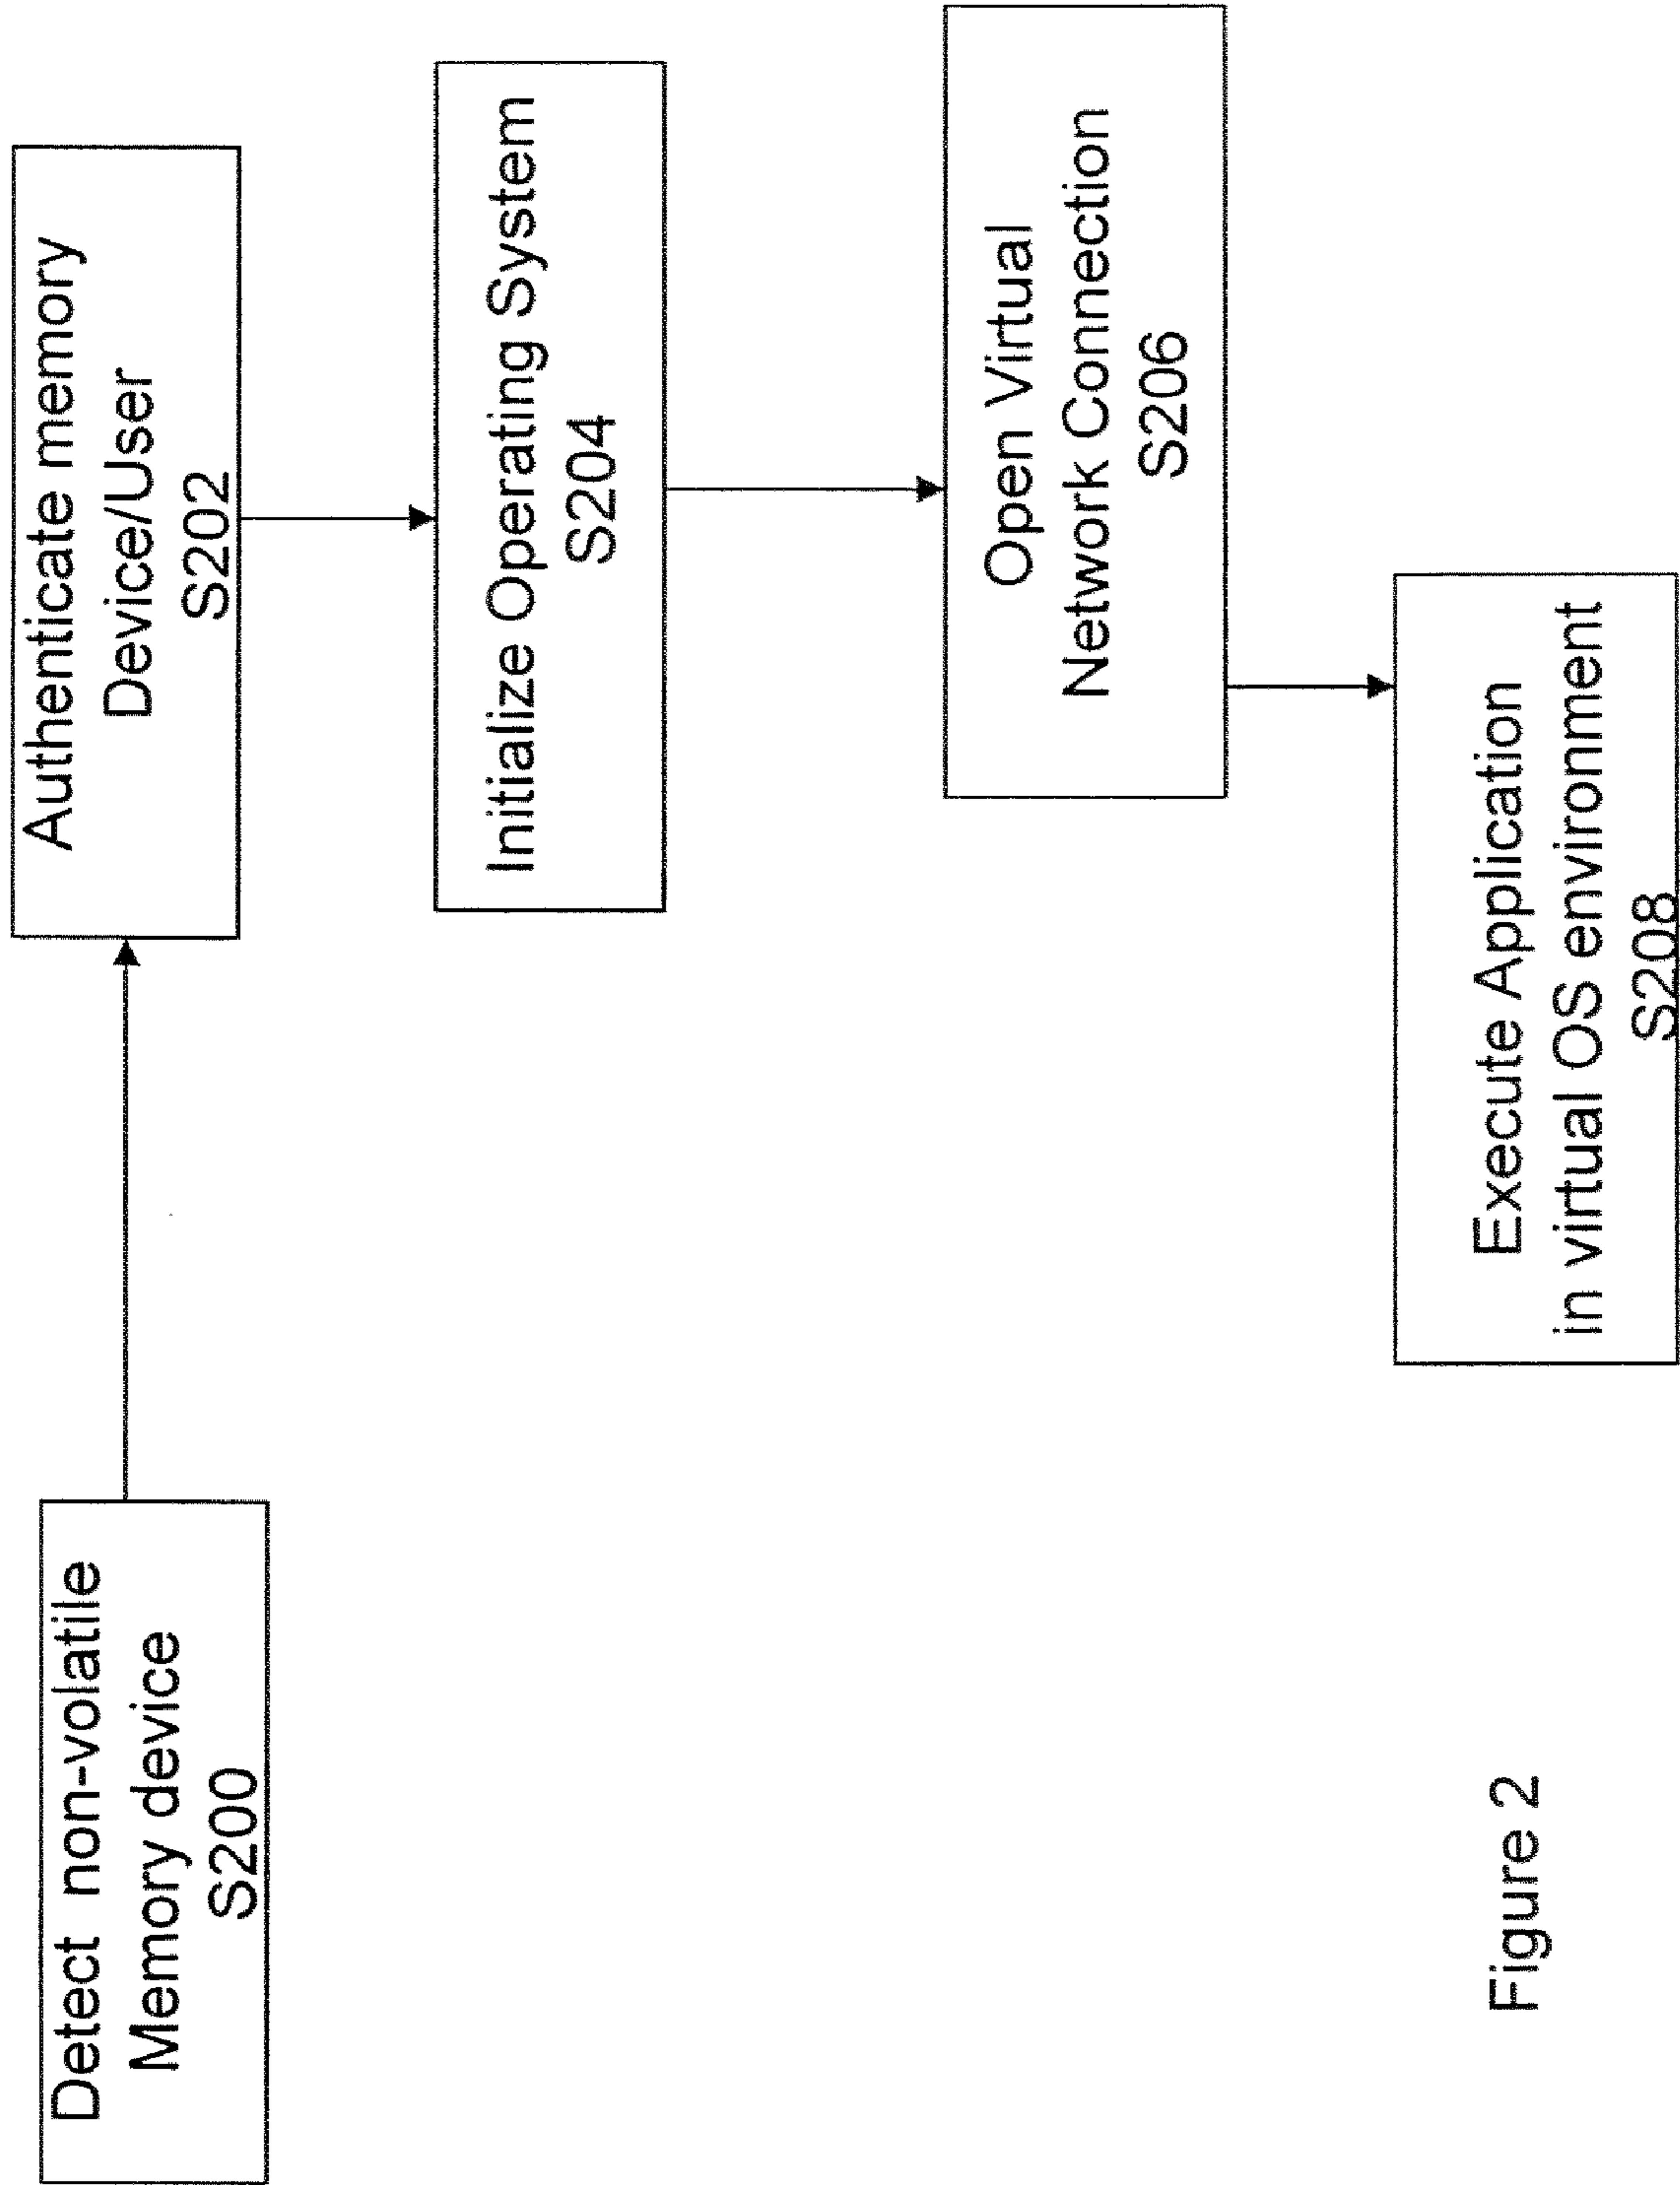 Detect non-volatile
Memory device
S200
Authenticate memory
Device/User
S202
Initialize Operating System
S204
Open Virtual
Network Connection
S206
Execute Application
in virtual OS environment
S208
Figure 2